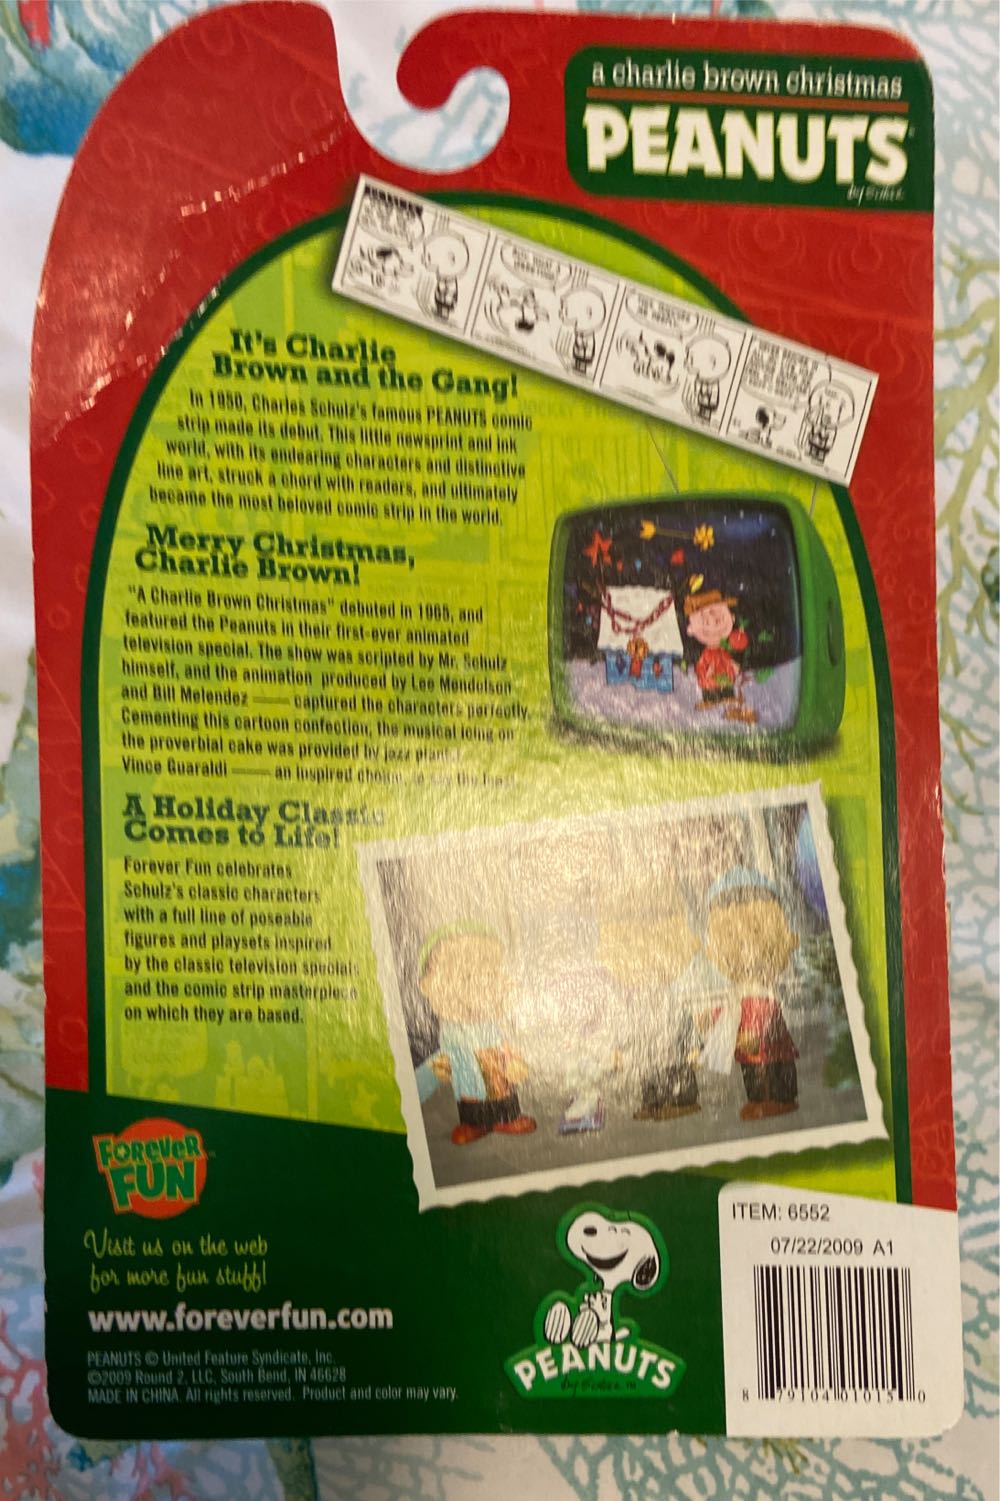 a charlie brown christmas
PEANUTS
It's Charlie
Brown and the Gang!
In 1950, Charles Schulz's famous PEANUTS comic
strip made its debut. This little newsprint and ink
world, with its endearing characters and distinctive
line art, struck a chord with readers, and ultimately
became the most beloved comic strip in the world.
Merry Christmas,
Charlie Brown!
"A Charlie Brown Christmas" debuted in 1965, and
featured the Peanuts in their first-ever animated
television special. The show was scripted by Mr. Schulz
himself, and the animation produced by Lee Mendelson
and Bill Melendez — captured the characters perfectly.
Cementing this cartoon confection, the musical icing on
the proverbial cake was provided by jazz pianist
Vince Guaraldi — an inspired choice, to say the least.
A Holiday Classic
Comes to Life!
Forever Fun celebrates
Schulz's classic characters
with a full line of poseable
figures and playsets inspired
by the classic television specials
and the comic strip masterpiece
on which they are based.
FOREVER
FUN
Visit us on the web
for more fun stuff!
www.foreverfun.com
PEANUTS © United Feature Syndicate, Inc.
©2009 Round 2, LLC, South Bend, IN 46628
MADE IN CHINA. All rights reserved. Product and color may vary.
PEANUTS
ITEM: 6552
07/22/2009 A1
8 79104 01015 0